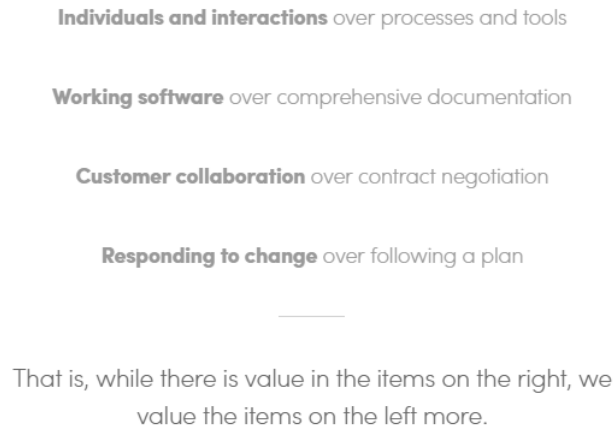 Individuals and interactions over processes and tools
Working software over comprehensive documentation
Customer collaboration over contract negotiation
Responding to change over following a plan
That is, while there is value in the items on the right, we
value the items on the left more.